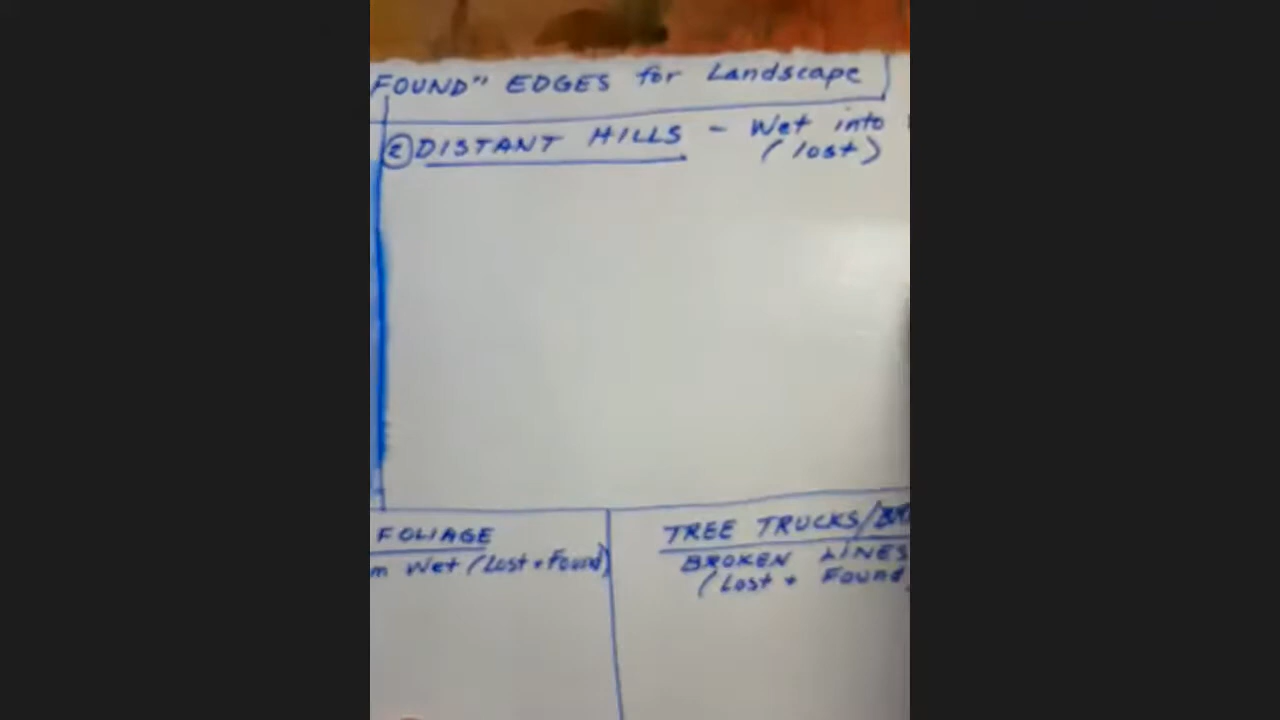 FOUND" EDGES for Landscape
② DISTANT HILLS - Wet into
(lost)
FOLIAGE
m Wet (Lost + Found)
TREE TRUCKS/
BROKEN LINES
(Lost + Found